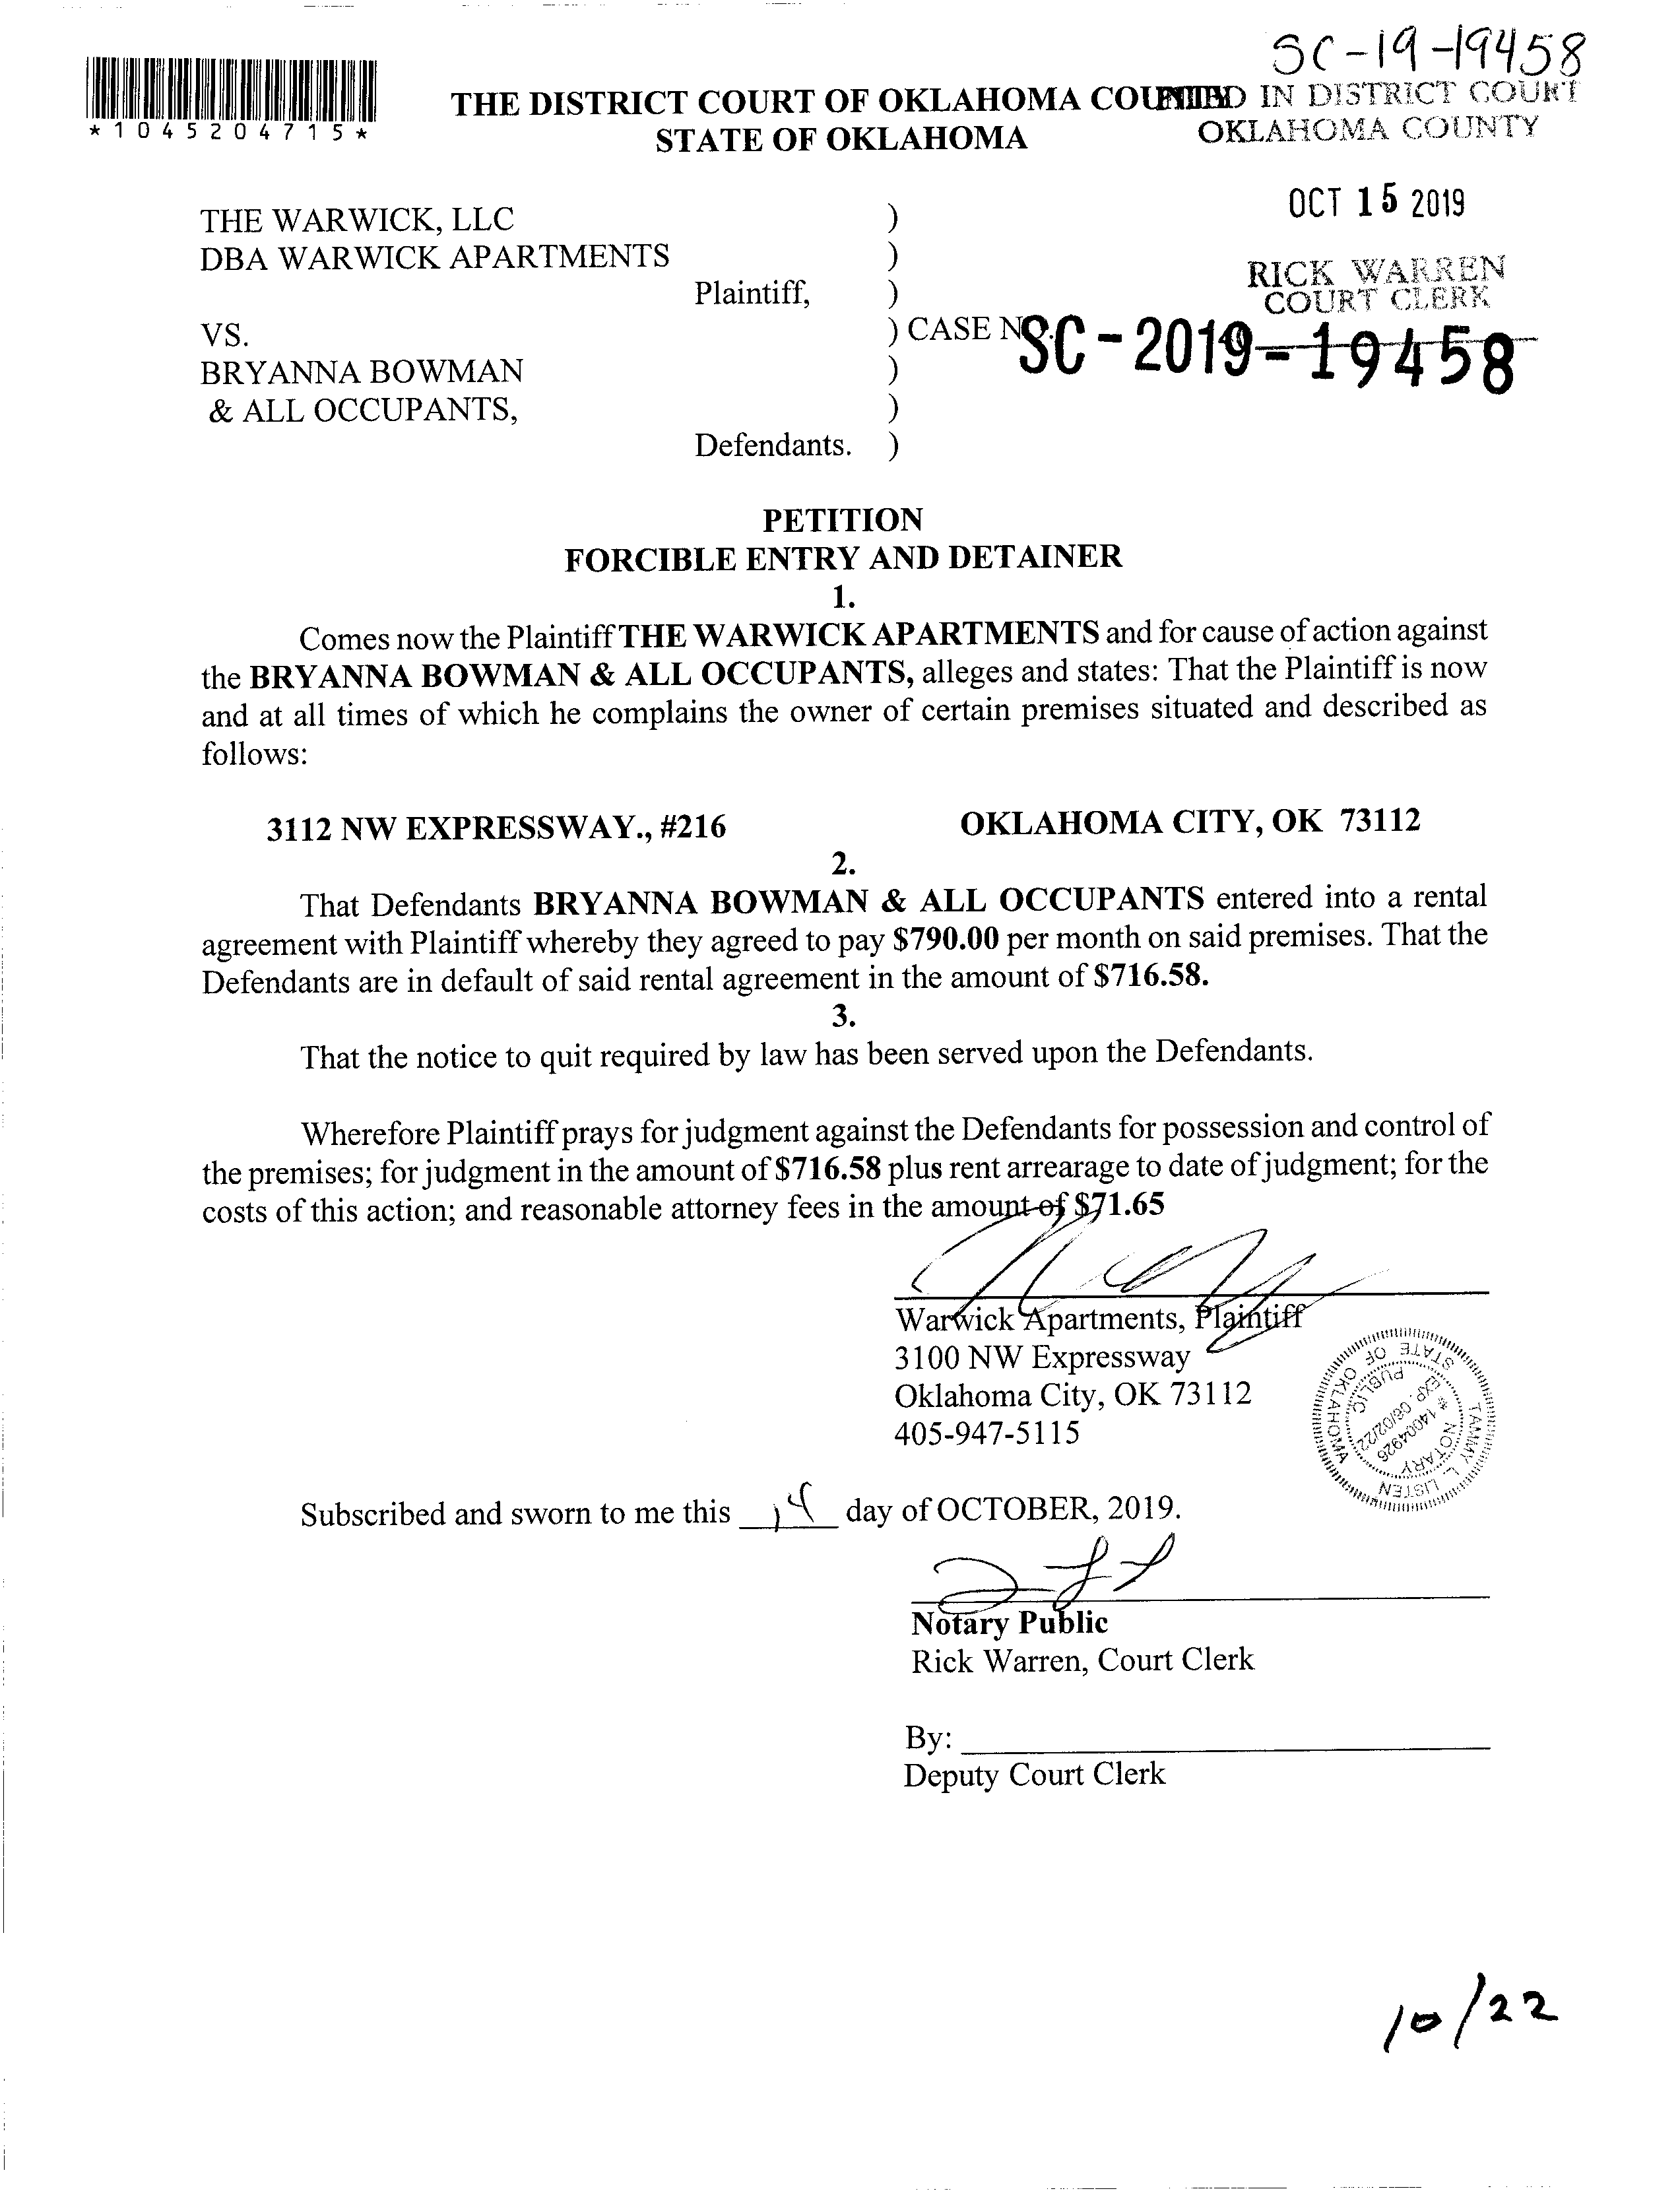 SC-19-19458
*1045204715*
THE DISTRICT COURT OF OKLAHOMA COUNTY
STATE OF OKLAHOMA
FILED IN DISTRICT COURT
OKLAHOMA COUNTY
OCT 15 2019
RICK WARREN
COURT CLERK
THE WARWICK, LLC )
DBA WARWICK APARTMENTS )
Plaintiff, )
VS. ) CASE NO. SC-2019-19458
BRYANNA BOWMAN )
& ALL OCCUPANTS, )
Defendants. )
PETITION
FORCIBLE ENTRY AND DETAINER
1.
Comes now the Plaintiff THE WARWICK APARTMENTS and for cause of action against
the BRYANNA BOWMAN & ALL OCCUPANTS, alleges and states: That the Plaintiff is now
and at all times of which he complains the owner of certain premises situated and described as
follows:
3112 NW EXPRESSWAY., #216 OKLAHOMA CITY, OK 73112
2.
That Defendants BRYANNA BOWMAN & ALL OCCUPANTS entered into a rental
agreement with Plaintiff whereby they agreed to pay $790.00 per month on said premises. That the
Defendants are in default of said rental agreement in the amount of $716.58.
3.
That the notice to quit required by law has been served upon the Defendants.
Wherefore Plaintiff prays for judgment against the Defendants for possession and control of
the premises; for judgment in the amount of $716.58 plus rent arrearage to date of judgment; for the
costs of this action; and reasonable attorney fees in the amount of $71.65
Warwick Apartments, Plaintiff
3100 NW Expressway
Oklahoma City, OK 73112
405-947-5115
TAMMY L. LISTEN
STATE OF OKLAHOMA
NOTARY PUBLIC
# 14004926
EXP. 06/02/22
Subscribed and sworn to me this 14 day of OCTOBER, 2019.
Notary Public
Rick Warren, Court Clerk
By:
Deputy Court Clerk
10/22